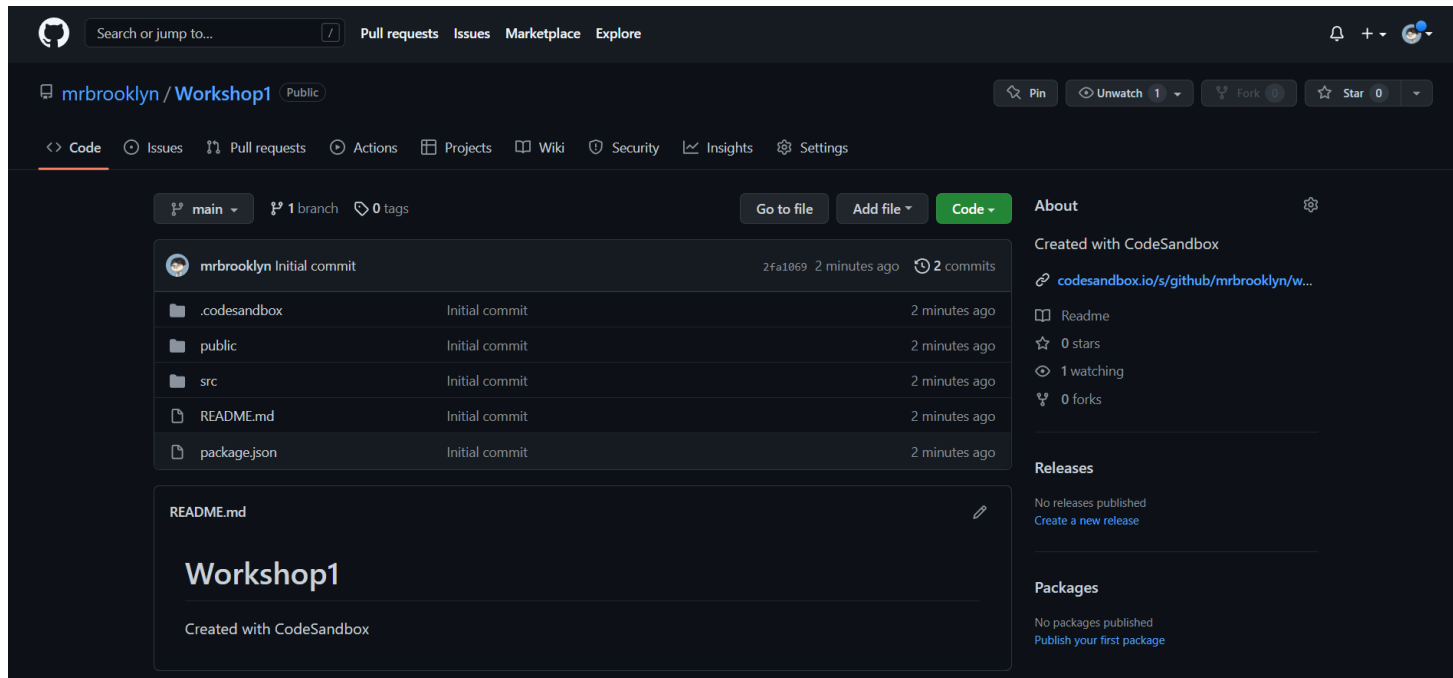 Search or jump to... / Pull requests Issues Marketplace Explore
mrbrooklyn / Workshop1 Public Pin Unwatch 1 Fork 0 Star 0
Code Issues Pull requests Actions Projects Wiki Security Insights Settings
main 1 branch 0 tags Go to file Add file Code
mrbrooklyn Initial commit 2fa1069 2 minutes ago 2 commits
.codesandbox Initial commit 2 minutes ago
public Initial commit 2 minutes ago
src Initial commit 2 minutes ago
README.md Initial commit 2 minutes ago
package.json Initial commit 2 minutes ago
README.md
Workshop1
Created with CodeSandbox
About
Created with CodeSandbox
codesandbox.io/s/github/mrbrooklyn/w...
Readme
0 stars
1 watching
0 forks
Releases
No releases published
Create a new release
Packages
No packages published
Publish your first package